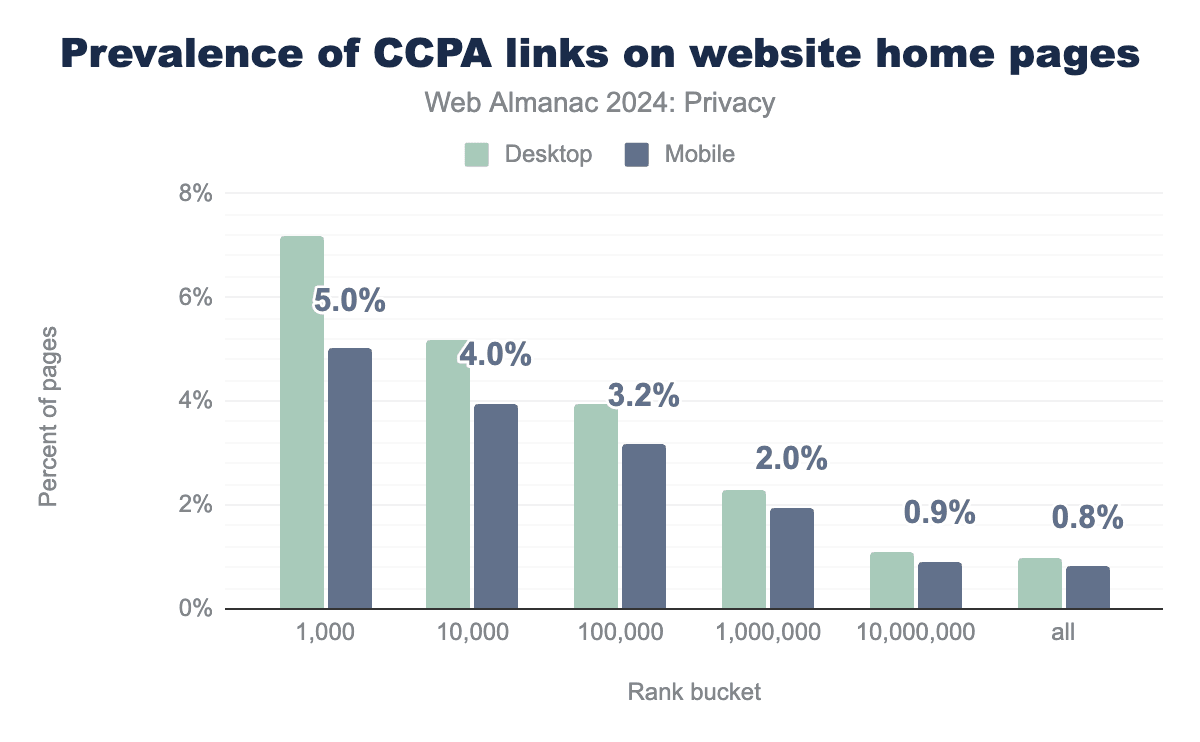 Prevalence of CCPA links on website home pages
Web Almanac 2024: Privacy
Desktop Mobile
8%
6%
4%
2%
0%
Percent of pages
5.0%
4.0%
3.2%
2.0%
0.9%
0.8%
1,000 10,000 100,000 1,000,000 10,000,000 all
Rank bucket